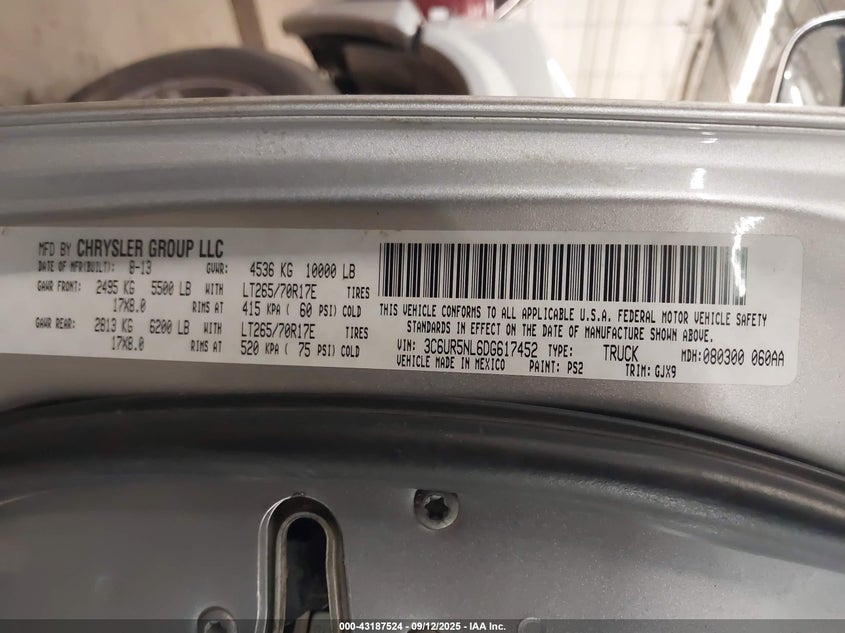 MFD BY CHRYSLER GROUP LLC
DATE OF MFR(BUILT): 8-13 GVWR: 4536 KG 10000 LB
GAWR FRONT: 2495 KG 5500 LB WITH LT265/70R17E TIRES
17X8.0 RIMS AT 415 KPA ( 60 PSI) COLD
GAWR REAR: 2813 KG 6200 LB WITH LT265/70R17E TIRES
17X8.0 RIMS AT 520 KPA ( 75 PSI) COLD
THIS VEHICLE CONFORMS TO ALL APPLICABLE U.S.A. FEDERAL MOTOR VEHICLE SAFETY
STANDARDS IN EFFECT ON THE DATE OF MANUFACTURE SHOWN ABOVE.
VIN: 3C6UR5NL6DG617452 TYPE: TRUCK MDH:080300 060AA
VEHICLE MADE IN MEXICO PAINT: PS2 TRIM: GJX9
000-43187524 - 09/12/2025 - IAA Inc.